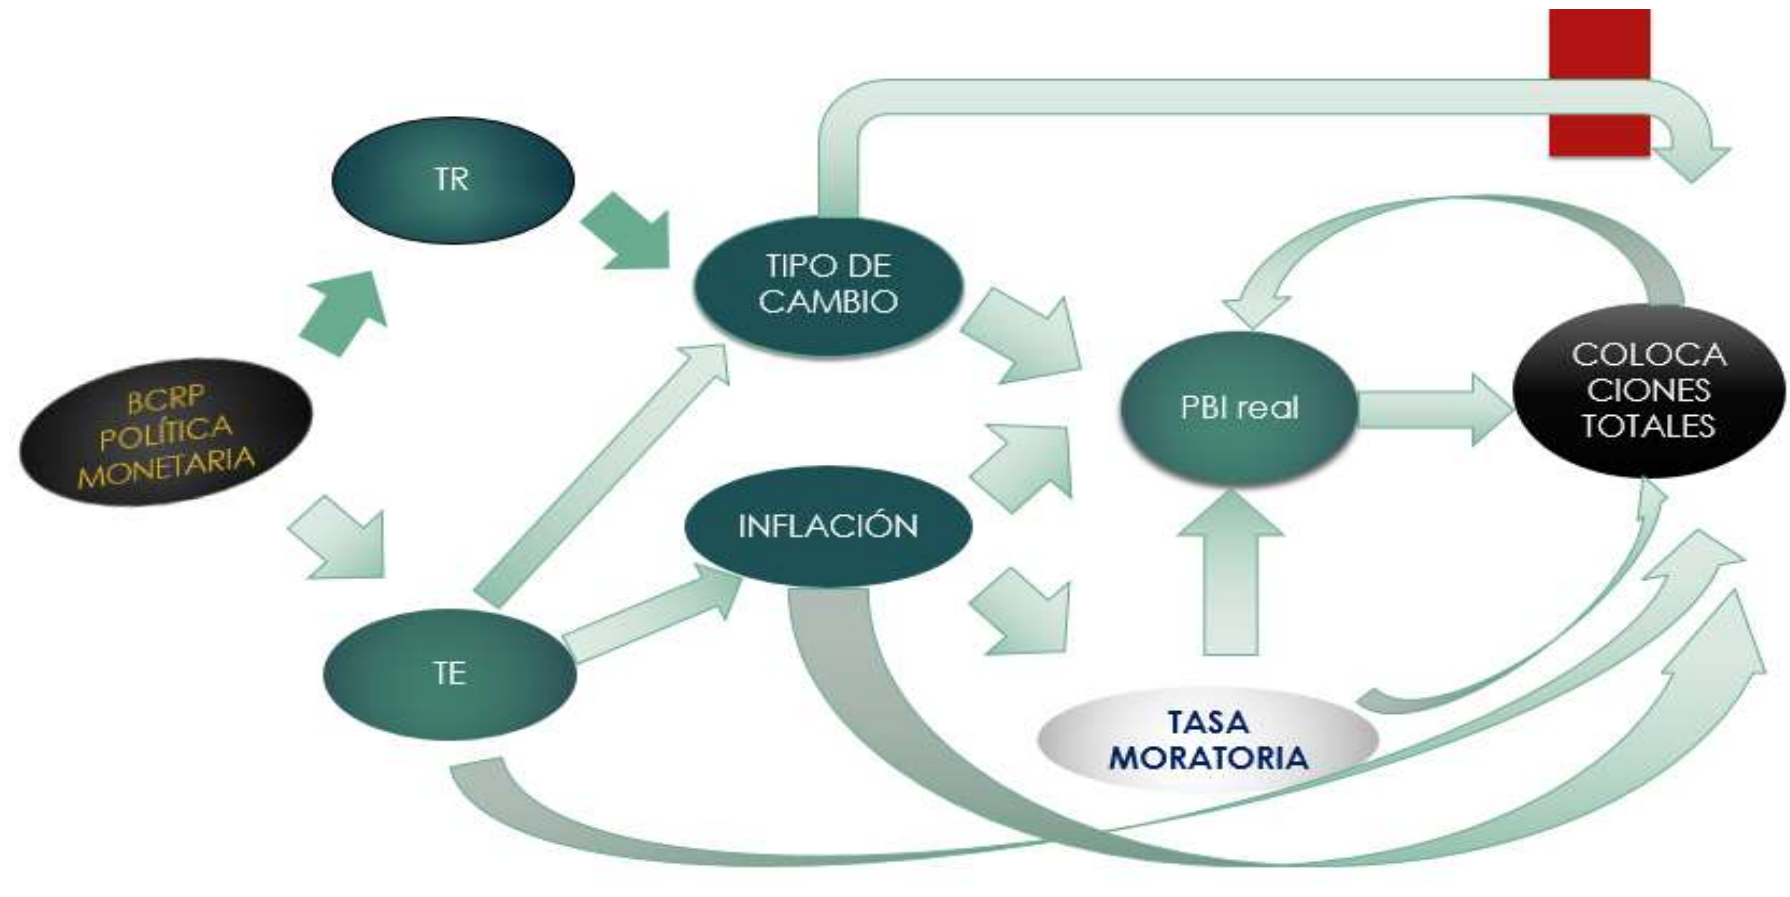 TR
TIPO DE
CAMBIO
BCRP
POLÍTICA
MONETARIA
PBI real
COLOCA
CIONES
TOTALES
INFLACIÓN
TE
TASA
MORATORIA